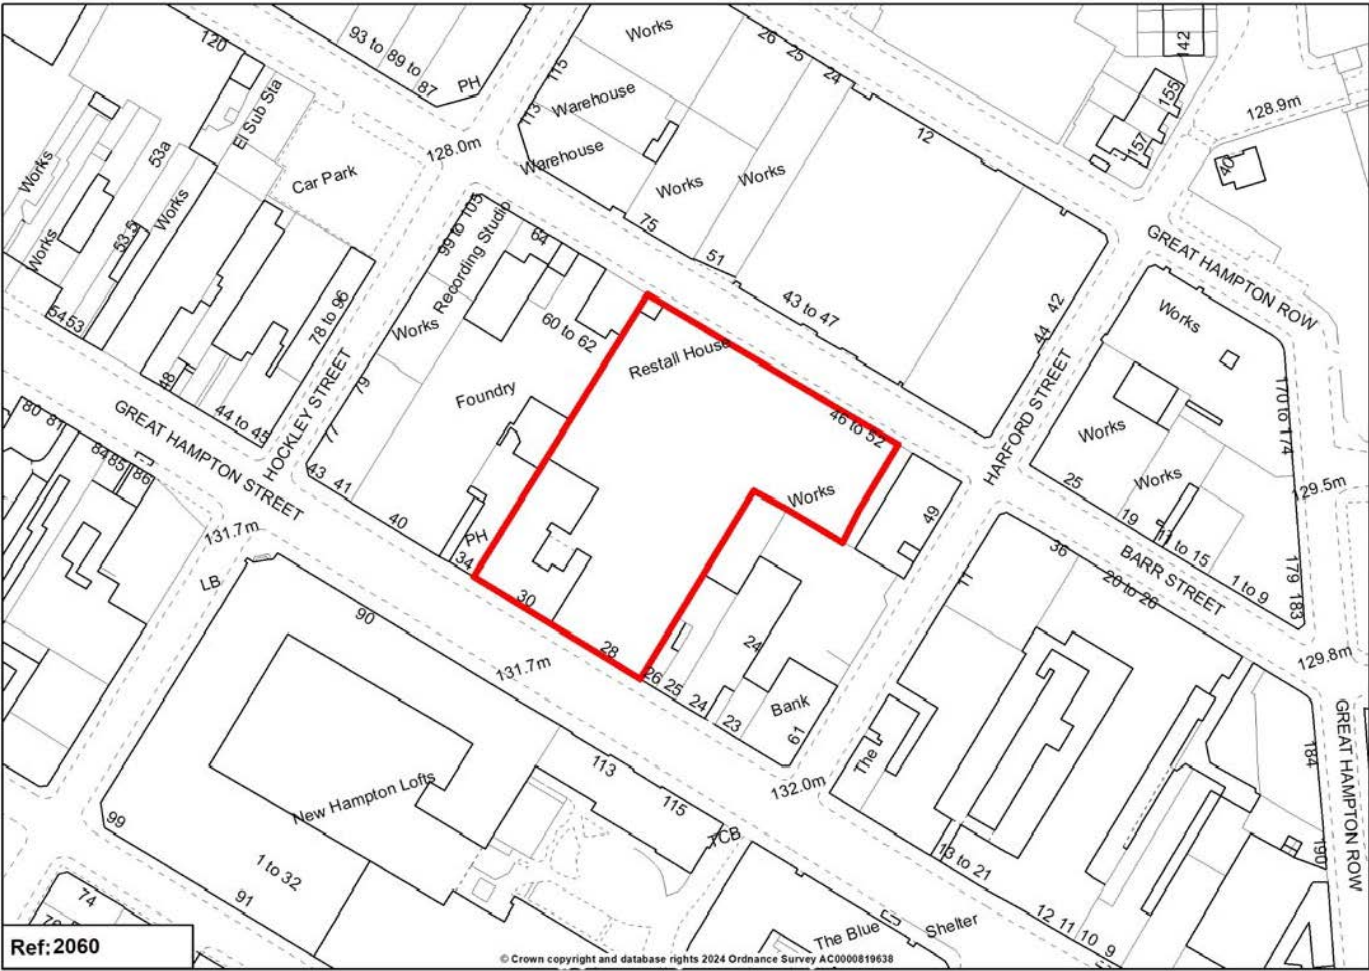 120
93 to 89 to
87
PH
Works
115
Warehouse
113
Warehouse
26
25
24
12
142
155
157
128.9m
40
Works
53a
El Sub Sta
Works
53.5
Works
Car Park
128.0m
Works
Works
75
51
99 to 105
Recording Studio
64
43 to 47
GREAT HAMPTON ROW
42
44
Works
54
53
48
78 to 96
Works
60 to 62
Restall House
46 to 52
HARFORD STREET
170 to 174
44 to 45
HOCKLEY STREET
79
77
Foundry
Works
Works
25
19
11 to 15
1 to 9
129.5m
80
81
84
85
86
GREAT HAMPTON STREET
43
41
40
PH
34
Works
49
36
20 to 26
BARR STREET
179
183
131.7m
LB
30
28
131.7m
26
25
24
23
24
Bank
61
The
132.0m
129.8m
GREAT HAMPTON ROW
184
190
90
New Hampton Lofts
113
115
TCB
99
1 to 32
91
74
13 to 21
12
11
10
9
The Blue
Shelter
Ref: 2060
© Crown copyright and database rights 2024 Ordnance Survey AC0000819638